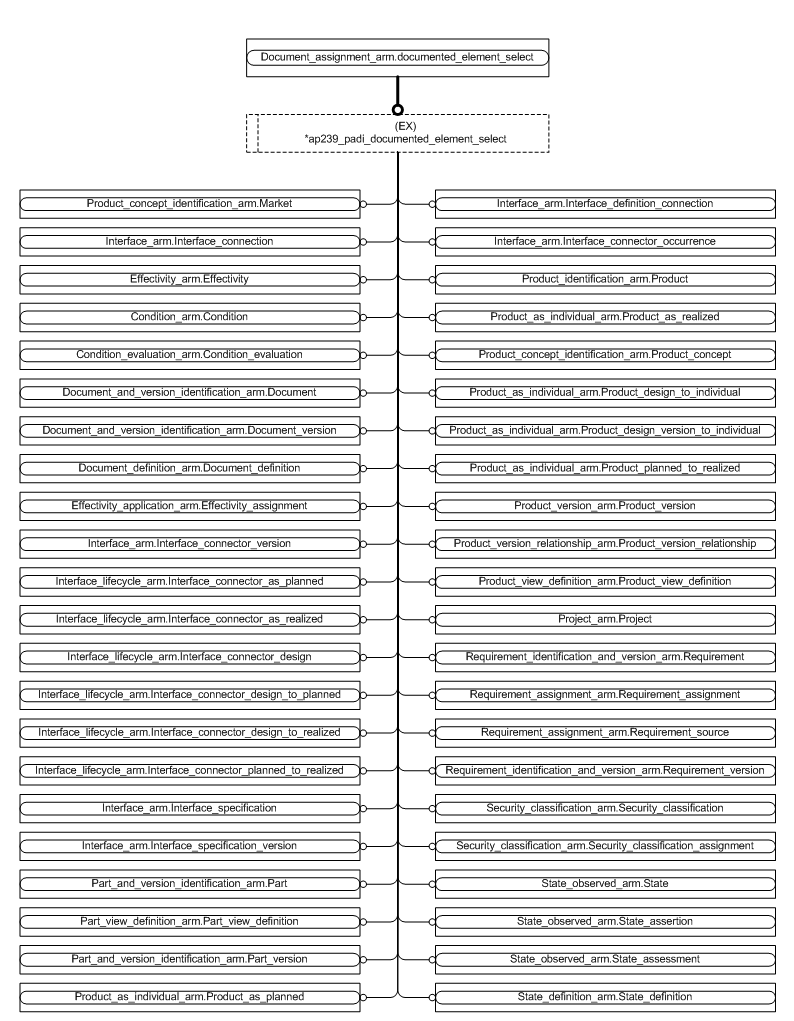 Document_assignment_arm.documented_element_select
(EX)
*ap239_padi_documented_element_select
Product_concept_identification_arm.Market
Interface_arm.Interface_connection
Effectivity_arm.Effectivity
Condition_arm.Condition
Condition_evaluation_arm.Condition_evaluation
Document_and_version_identification_arm.Document
Document_and_version_identification_arm.Document_version
Document_definition_arm.Document_definition
Effectivity_application_arm.Effectivity_assignment
Interface_arm.Interface_connector_version
Interface_lifecycle_arm.Interface_connector_as_planned
Interface_lifecycle_arm.Interface_connector_as_realized
Interface_lifecycle_arm.Interface_connector_design
Interface_lifecycle_arm.Interface_connector_design_to_planned
Interface_lifecycle_arm.Interface_connector_design_to_realized
Interface_lifecycle_arm.Interface_connector_planned_to_realized
Interface_arm.Interface_specification
Interface_arm.Interface_specification_version
Part_and_version_identification_arm.Part
Part_view_definition_arm.Part_view_definition
Part_and_version_identification_arm.Part_version
Product_as_individual_arm.Product_as_planned
Interface_arm.Interface_definition_connection
Interface_arm.Interface_connector_occurrence
Product_identification_arm.Product
Product_as_individual_arm.Product_as_realized
Product_concept_identification_arm.Product_concept
Product_as_individual_arm.Product_design_to_individual
Product_as_individual_arm.Product_design_version_to_individual
Product_as_individual_arm.Product_planned_to_realized
Product_version_arm.Product_version
Product_version_relationship_arm.Product_version_relationship
Product_view_definition_arm.Product_view_definition
Project_arm.Project
Requirement_identification_and_version_arm.Requirement
Requirement_assignment_arm.Requirement_assignment
Requirement_assignment_arm.Requirement_source
Requirement_identification_and_version_arm.Requirement_version
Security_classification_arm.Security_classification
Security_classification_arm.Security_classification_assignment
State_observed_arm.State
State_observed_arm.State_assertion
State_observed_arm.State_assessment
State_definition_arm.State_definition